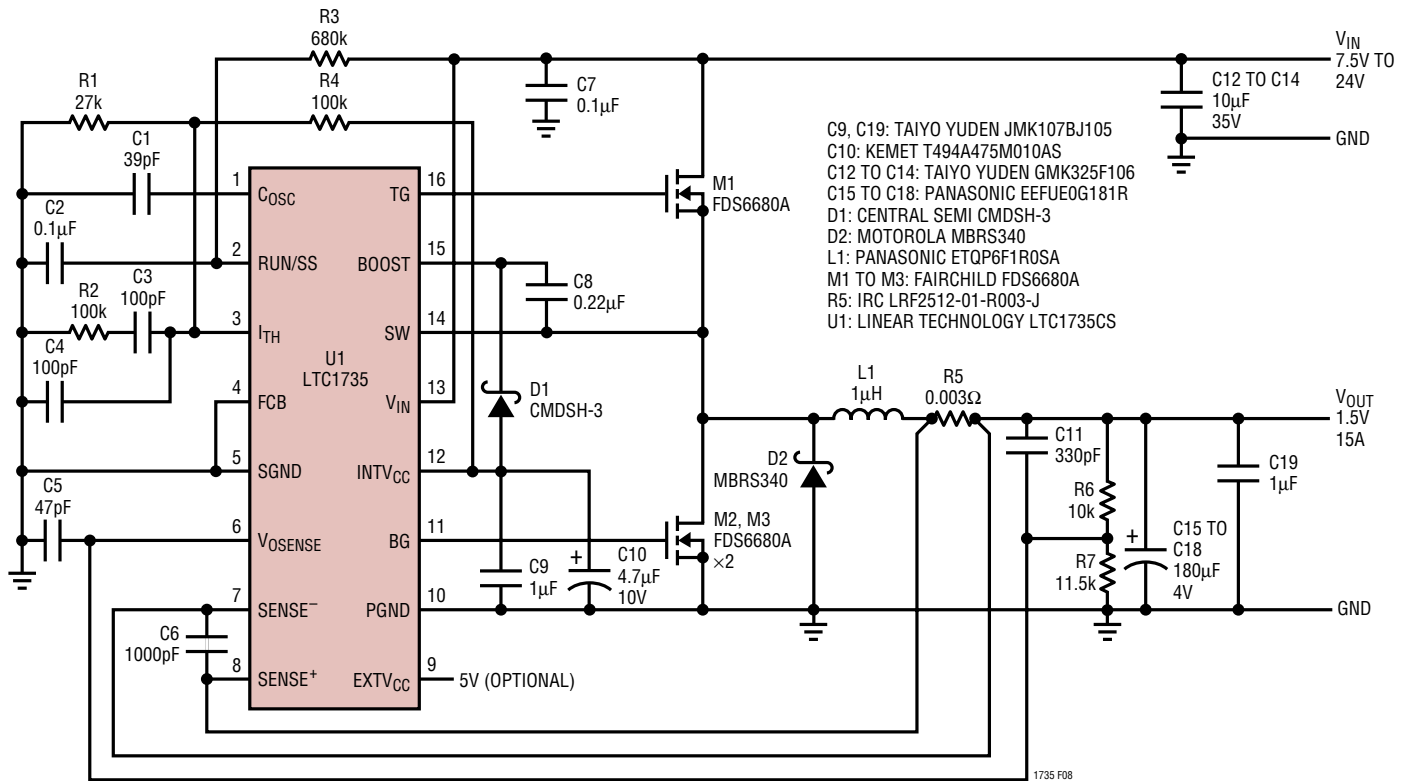 R3
680k
R1
27k
R4
100k
C7
0.1µF
VIN
7.5V TO
24V
C12 TO C14
10µF
35V
GND
C1
39pF
C2
0.1µF
R2
100k
C3
100pF
C4
100pF
C5
47pF
C6
1000pF
1
COSC
2
RUN/SS
3
ITH
4
FCB
5
SGND
6
VOSENSE
7
SENSE−
8
SENSE+
U1
LTC1735
TG
16
BOOST
15
SW
14
VIN
13
INTVCC
12
BG
11
PGND
10
EXTVCC
9
5V (OPTIONAL)
M1
FDS6680A
C8
0.22µF
D1
CMDSH-3
C9
1µF
+
C10
4.7µF
10V
M2, M3
FDS6680A
×2
D2
MBRS340
L1
1µH
R5
0.003Ω
C11
330pF
R6
10k
R7
11.5k
+
C15 TO
C18
180µF
4V
C19
1µF
VOUT
1.5V
15A
GND
C9, C19: TAIYO YUDEN JMK107BJ105
C10: KEMET T494A475M010AS
C12 TO C14: TAIYO YUDEN GMK325F106
C15 TO C18: PANASONIC EEFUE0G181R
D1: CENTRAL SEMI CMDSH-3
D2: MOTOROLA MBRS340
L1: PANASONIC ETQP6F1R0SA
M1 TO M3: FAIRCHILD FDS6680A
R5: IRC LRF2512-01-R003-J
U1: LINEAR TECHNOLOGY LTC1735CS
1735 F08